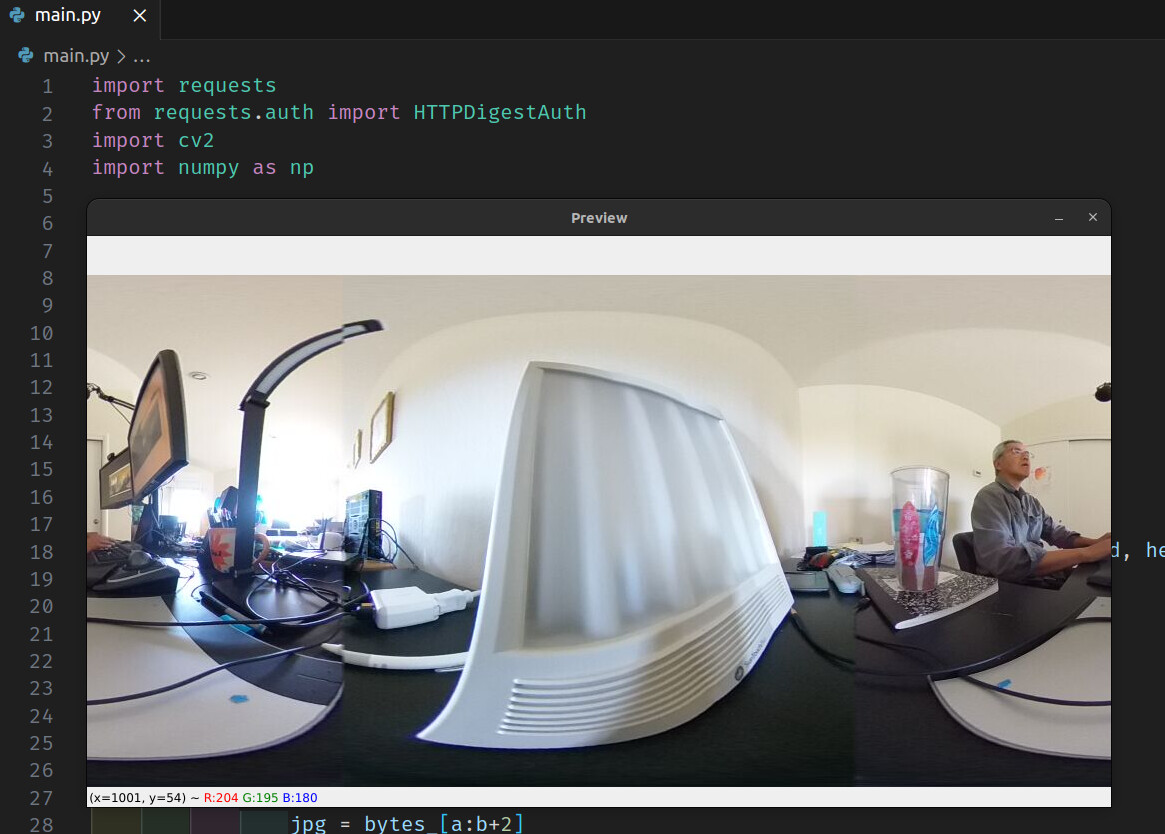 main.py
main.py > ...
1 import requests
2 from requests.auth import HTTPDigestAuth
3 import cv2
4 import numpy as np
5
6
Preview
7
8
9
10
11
12
13
14
15
16
17
18 d, he
19
20
21
22
23
24
25
26
27
(x=1001, y=54) ~ R:204 G:195 B:180
28 jpg = bytes_[a:b+2]